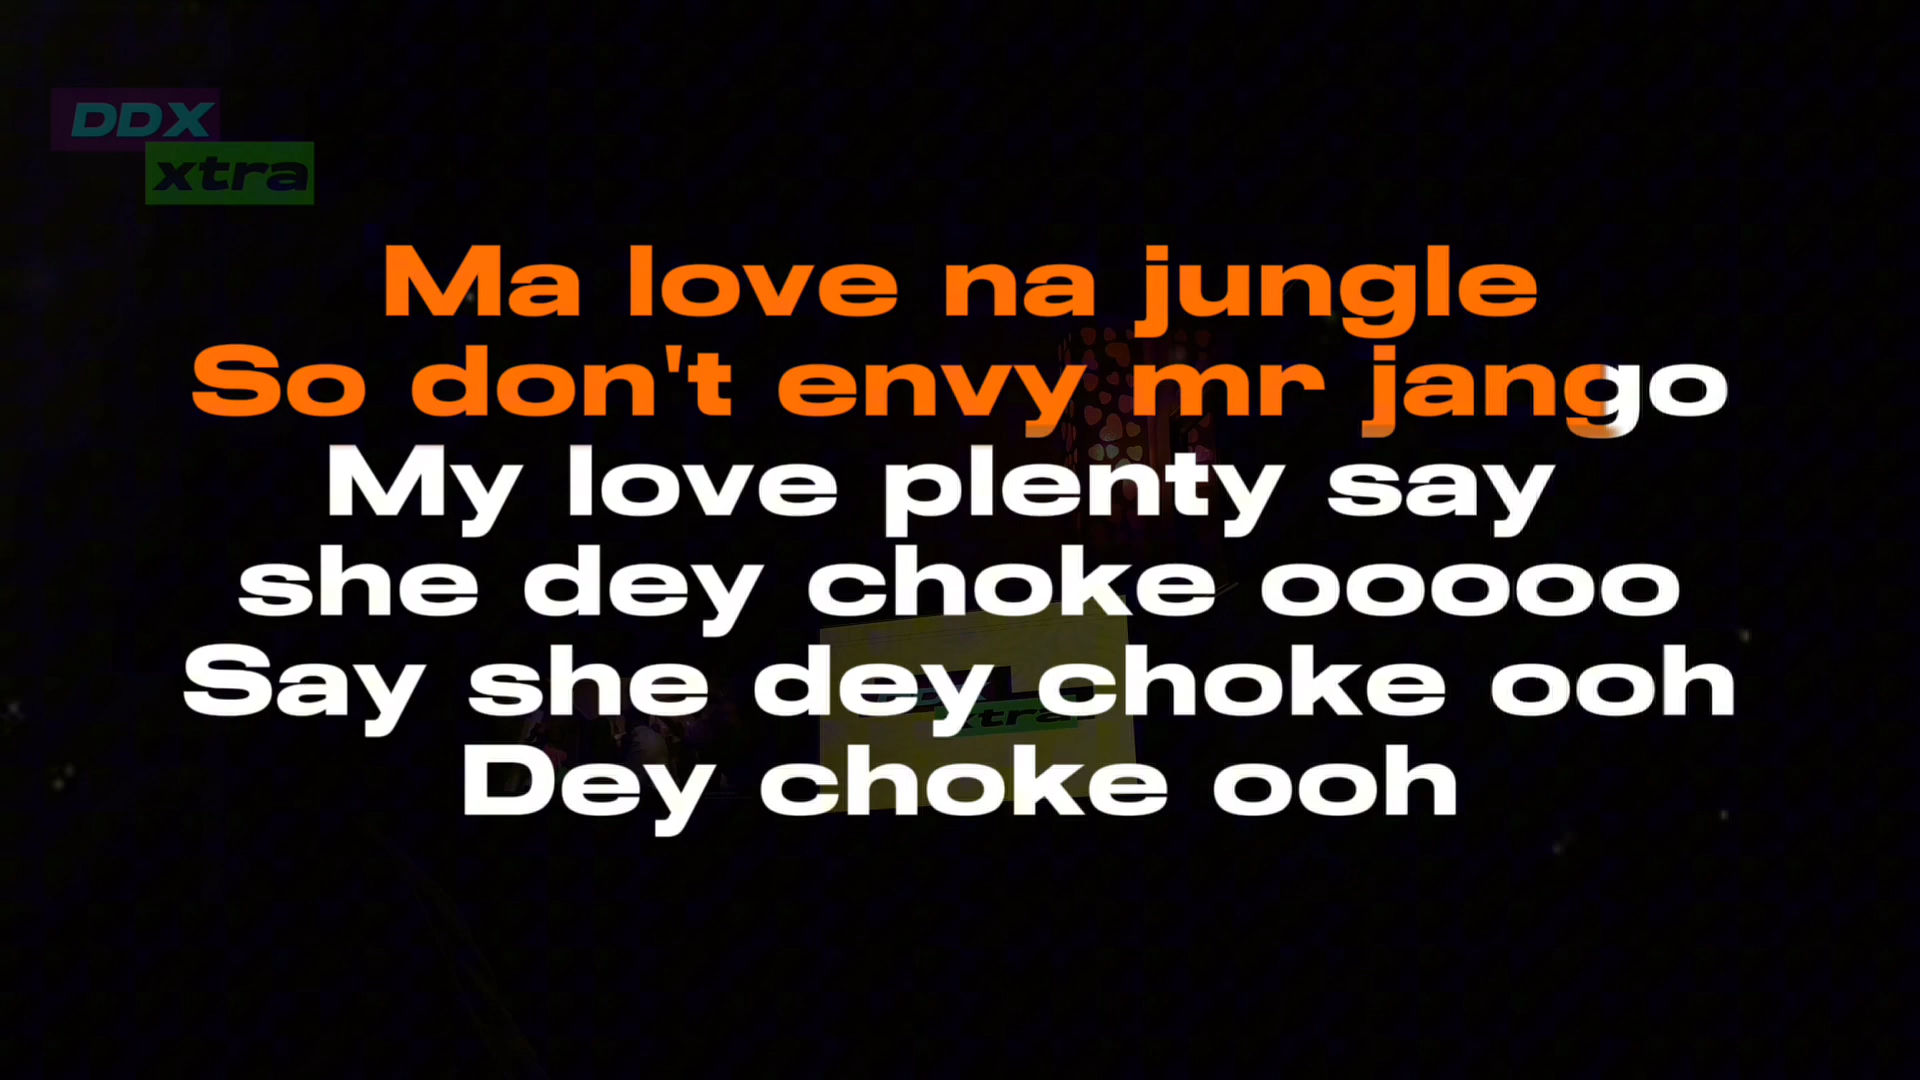 DDX
xtra
Ma love na jungle
So don't envy mr jango
My love plenty say
she dey choke ooooo
Say she dey choke ooh
Dey choke ooh
xtra